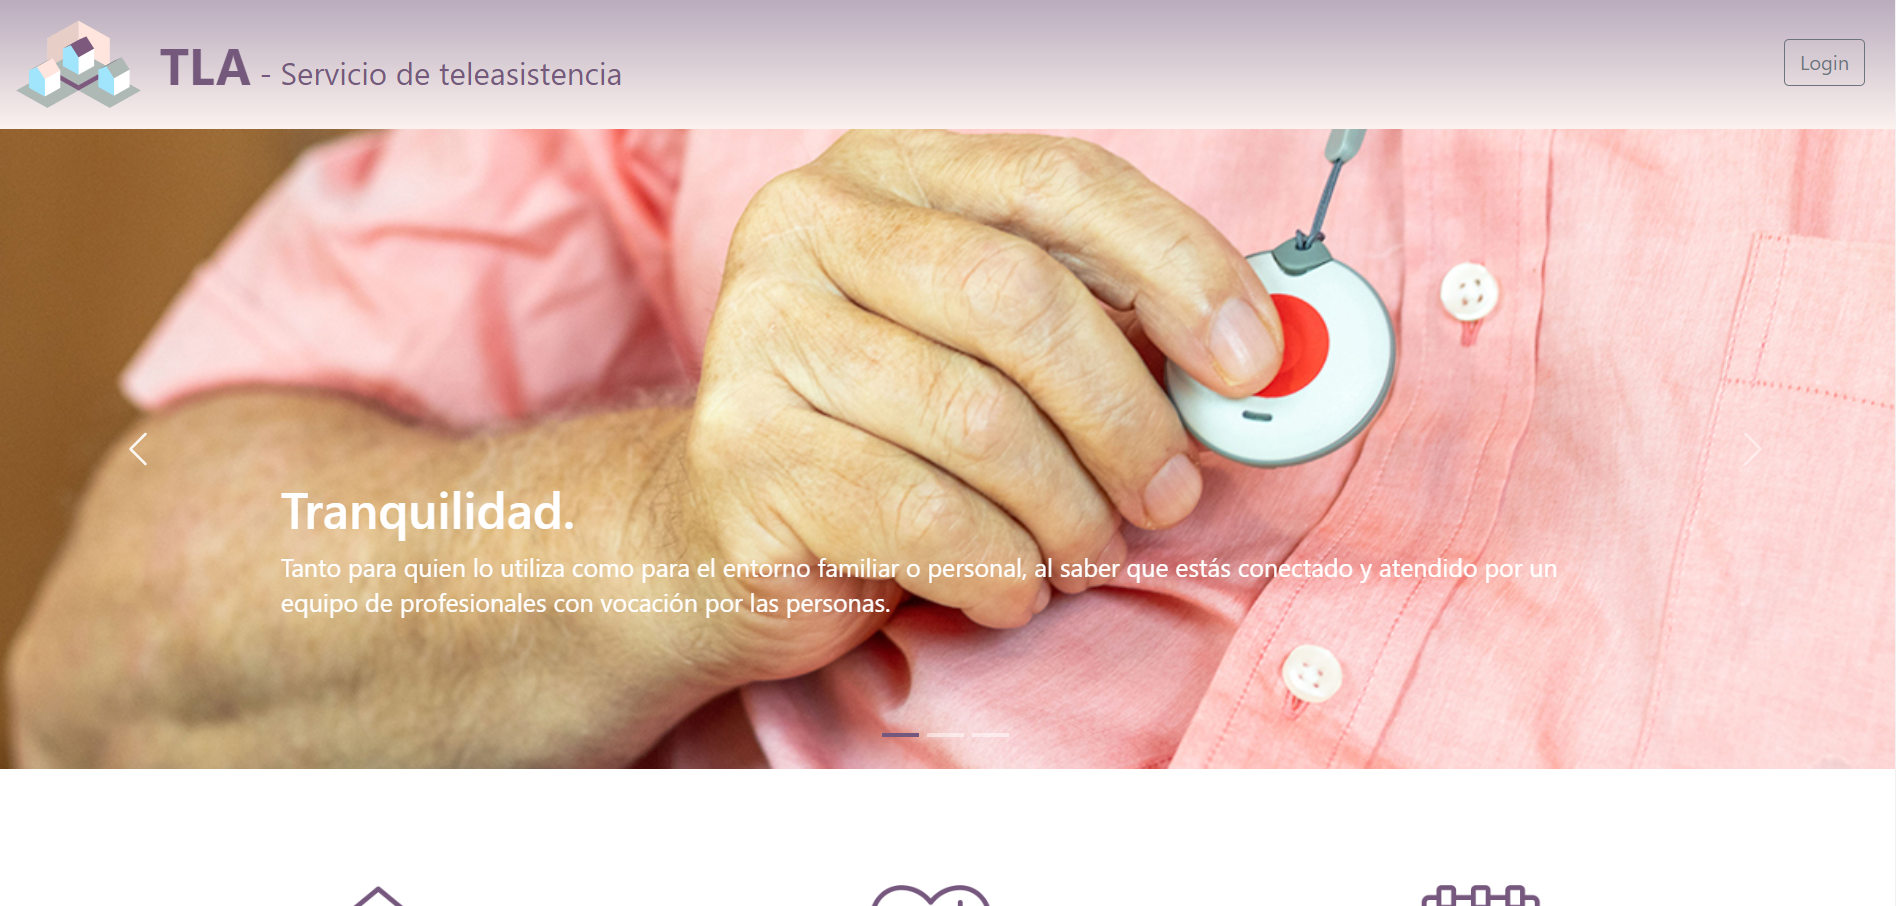 TLA - Servicio de teleasistencia
Login
Tranquilidad.
Tanto para quien lo utiliza como para el entorno familiar o personal, al saber que estás conectado y atendido por un
equipo de profesionales con vocación por las personas.